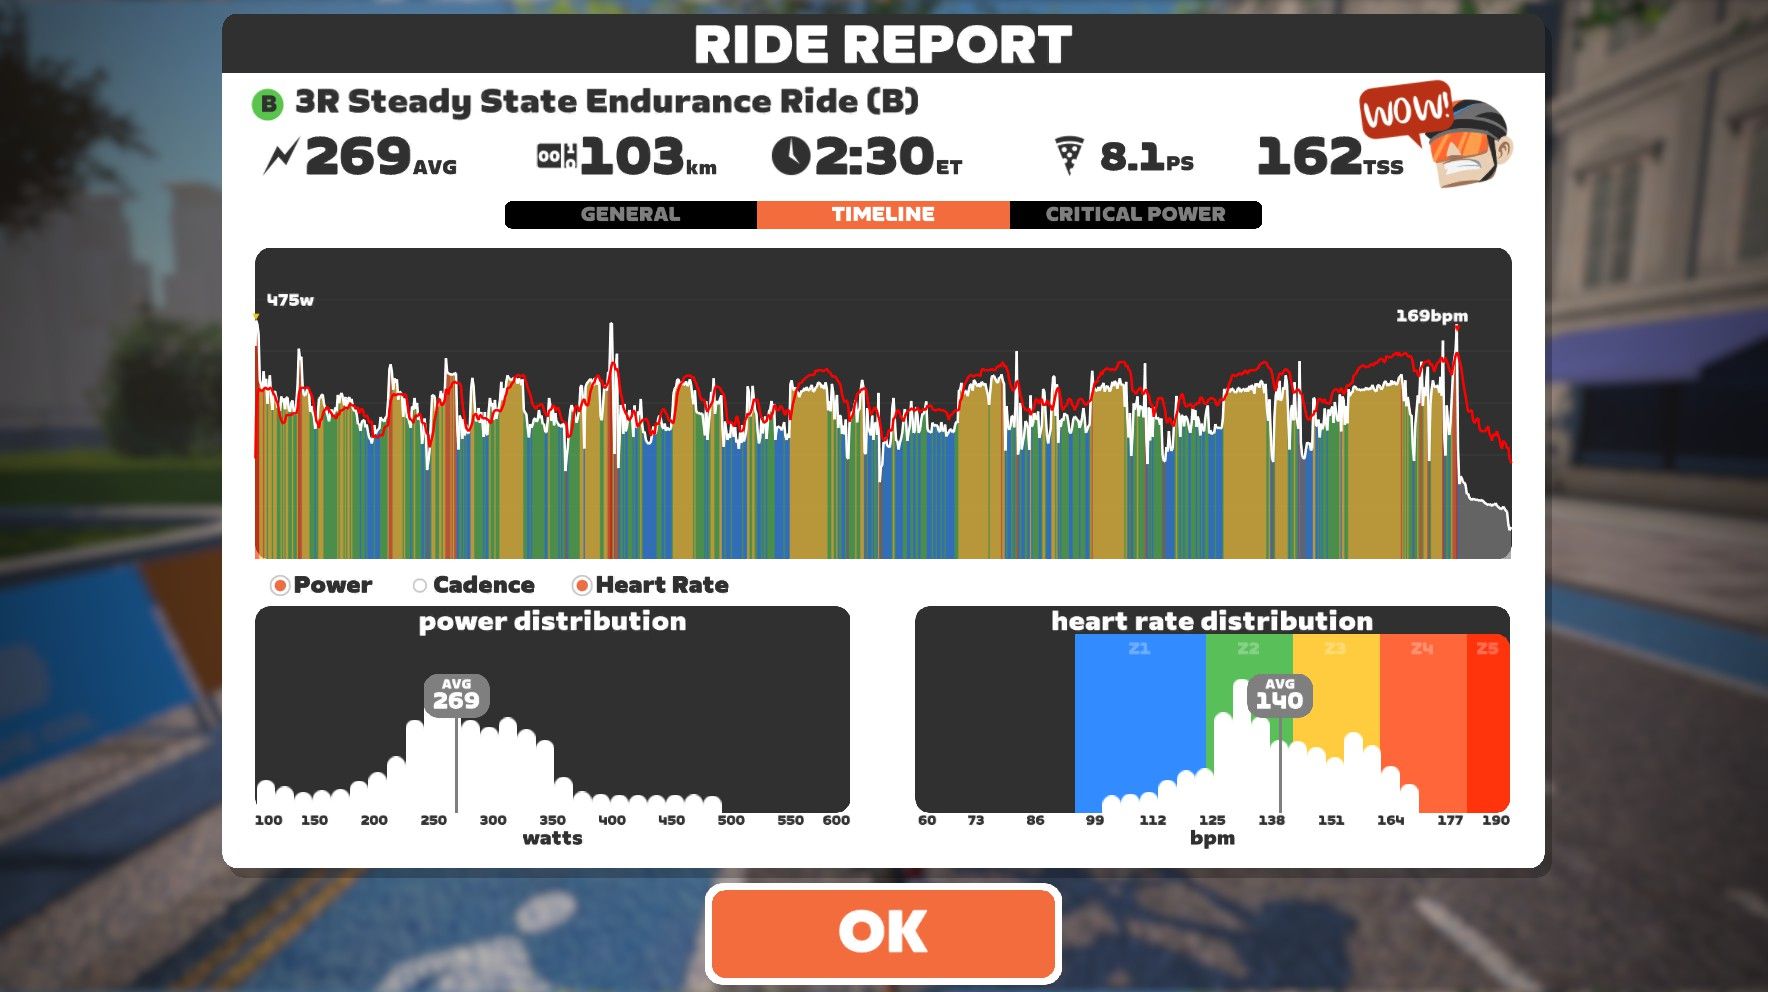 RIDE REPORT
B 3R Steady State Endurance Ride (B)
WOW!
269AVG 103km 2:30ET 8.1PS 162TSS
GENERAL TIMELINE CRITICAL POWER
475w
169bpm
Power Cadence Heart Rate
power distribution
AVG
269
100 150 200 250 300 350 400 450 500 550 600
watts
heart rate distribution
Z1 Z2 Z3 Z4 Z5
AVG
140
60 73 86 99 112 125 138 151 164 177 190
bpm
OK